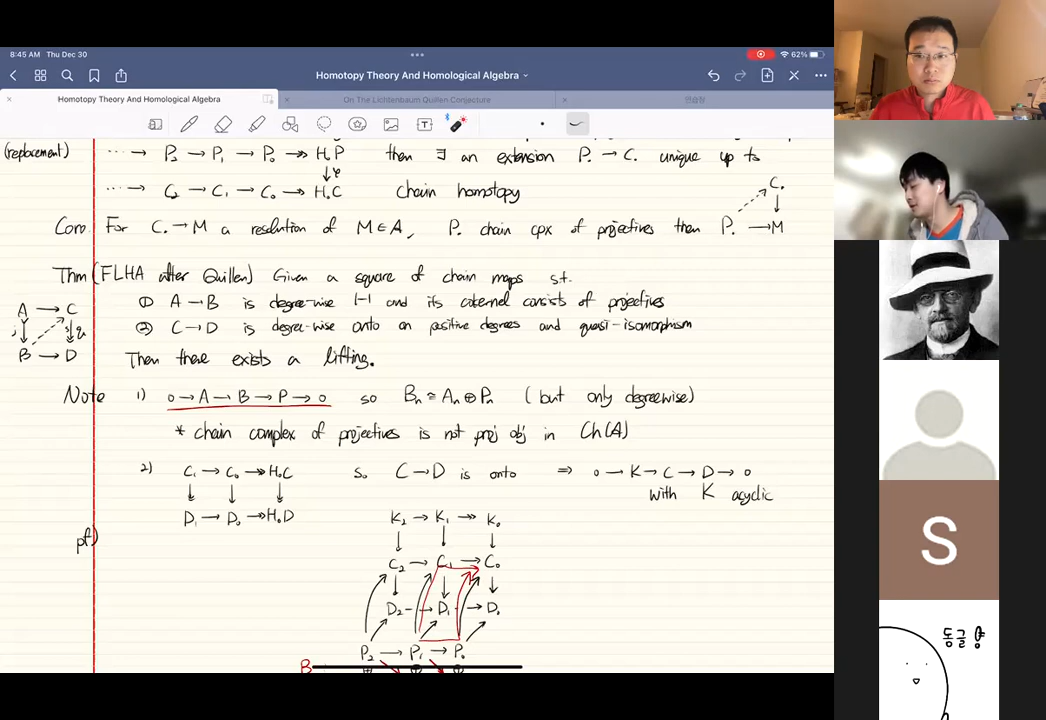 8:45 AM Thu Dec 30
62%
Homotopy Theory And Homological Algebra
Homotopy Theory And Homological Algebra
On The Lichtenbaum Quillen Conjecture
연습장
(replacement) ⋯ → P₂ → P₁ → P₀ ↠ H₀P then ∃ an extension P. → C. unique up to
↓φ
⋯ → C₂ → C₁ → C₀ → H₀C chain homotopy
C.
Coro. For C. → M a resolution of M ∈ A, P. chain cpx of projectives then P. → M
Thm (FLHA after Quillen) Given a square of chain maps s.t.
A → C ① A → B is degree-wise 1-1 and its cokernel consists of projectives
② C → D is degree-wise onto on positive degrees and quasi-isomorphism
B → D Then there exists a lifting.
Note 1) 0 → A → B → P → 0 so Bₙ ≅ Aₙ ⊕ Pₙ (but only degreewise)
* chain complex of projectives is not proj obj in Ch(A)
2) C₁ → C₀ ↠ H₀C so C → D is onto ⇒ 0 → K → C → D → 0
with K acyclic
D₁ → D₀ → H₀D
K₂ → K₁ ↠ K₀
pf)
C₂ → C₁ → C₀
D₂ → D₁ → D₀
P₂ → P₁ → P₀
B
S
동글뱅